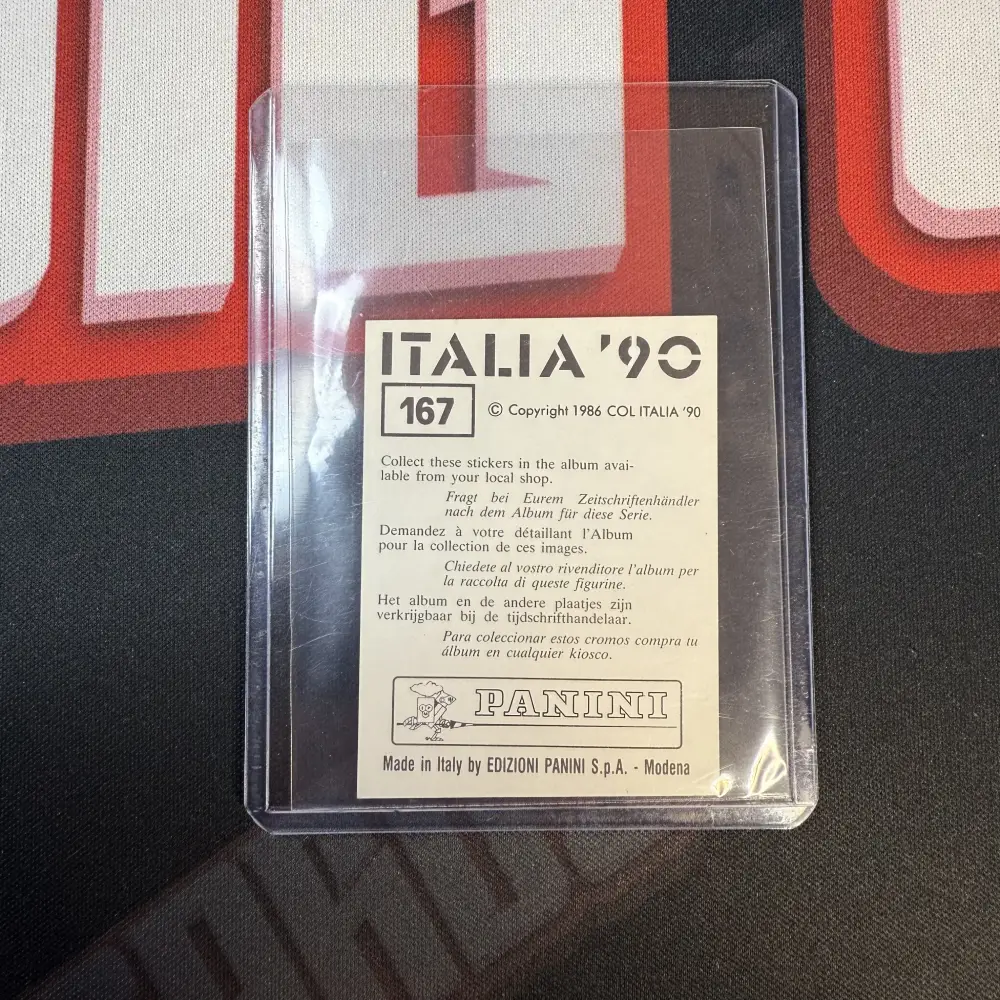 ITALIA '90
167
© Copyright 1986 COL ITALIA '90
Collect these stickers in the album avai-
lable from your local shop.
Fragt bei Eurem Zeitschriftenhändler
nach dem Album für diese Serie.
Demandez à votre détaillant l'Album
pour la collection de ces images.
Chiedete al vostro rivenditore l'album per
la raccolta di queste figurine.
Het album en de andere plaatjes zijn
verkrijgbaar bij de tijdschrifthandelaar.
Para coleccionar estos cromos compra tu
álbum en cualquier kiosco.
PANINI
Made in Italy by EDIZIONI PANINI S.p.A. - Modena